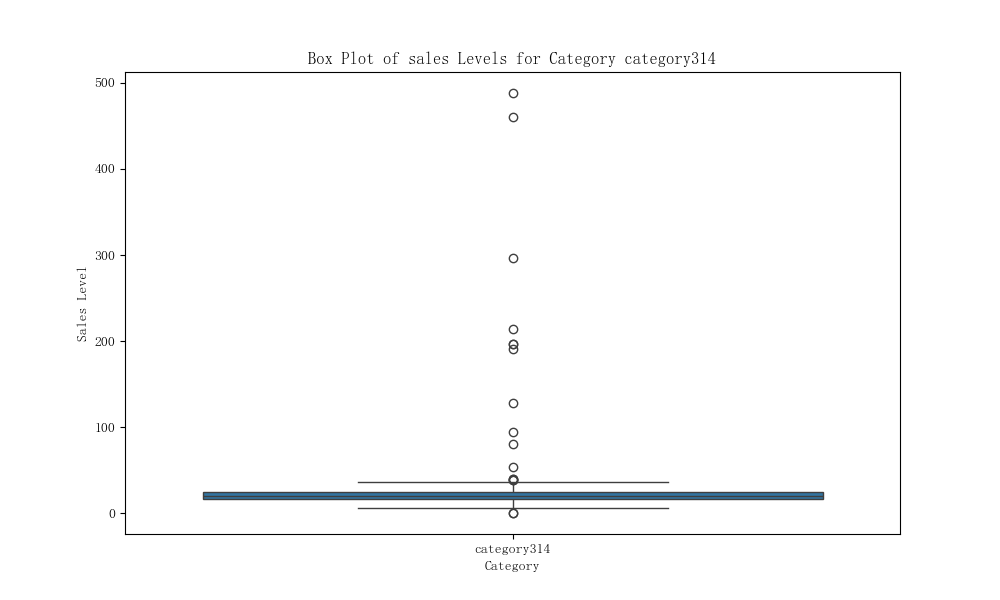 Box Plot of sales Levels for Category category314
500
400
300
200
100
0
Sales Level
category314
Category